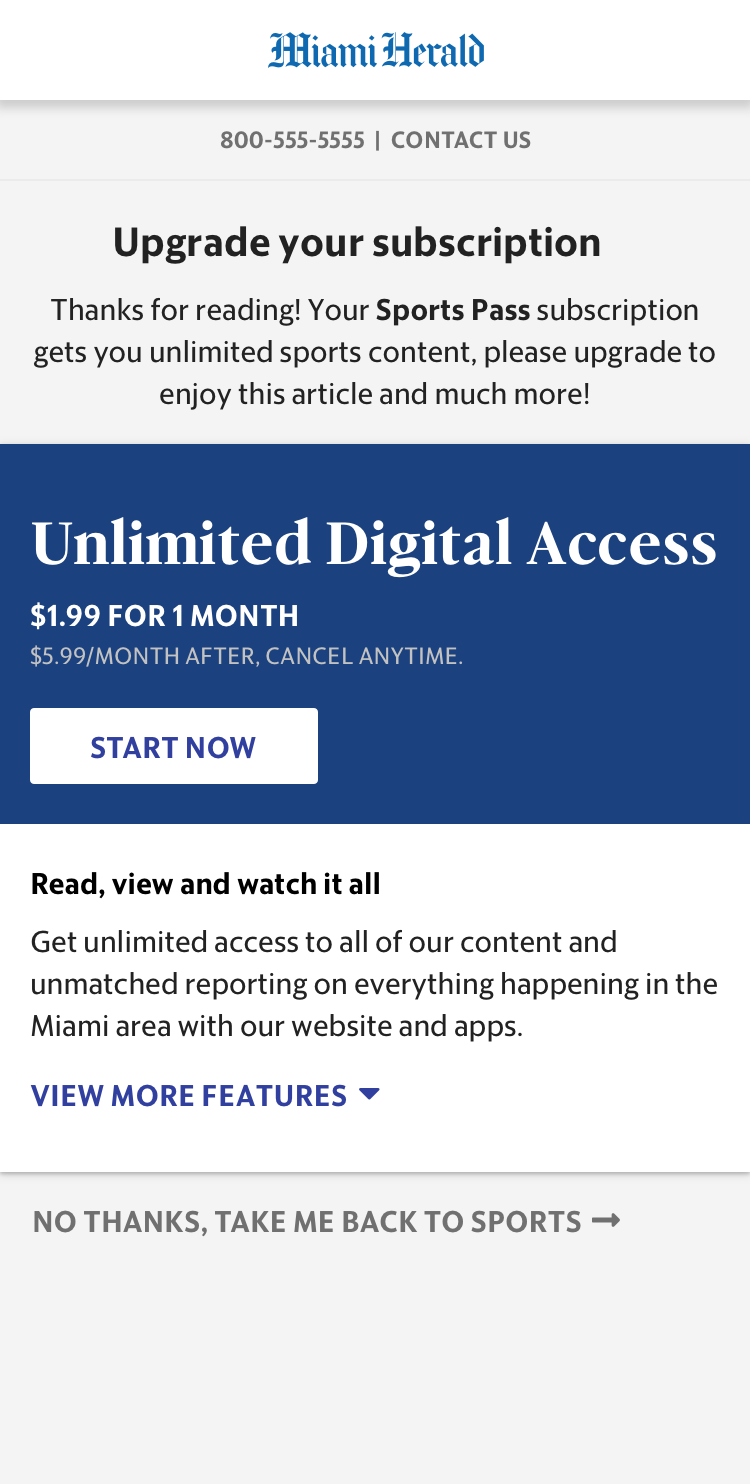 Miami Herald
800-555-5555 | CONTACT US
Upgrade your subscription
Thanks for reading! Your Sports Pass subscription
gets you unlimited sports content, please upgrade to
enjoy this article and much more!
Unlimited Digital Access
$1.99 FOR 1 MONTH
$5.99/MONTH AFTER, CANCEL ANYTIME.
START NOW
Read, view and watch it all
Get unlimited access to all of our content and
unmatched reporting on everything happening in the
Miami area with our website and apps.
VIEW MORE FEATURES
NO THANKS, TAKE ME BACK TO SPORTS